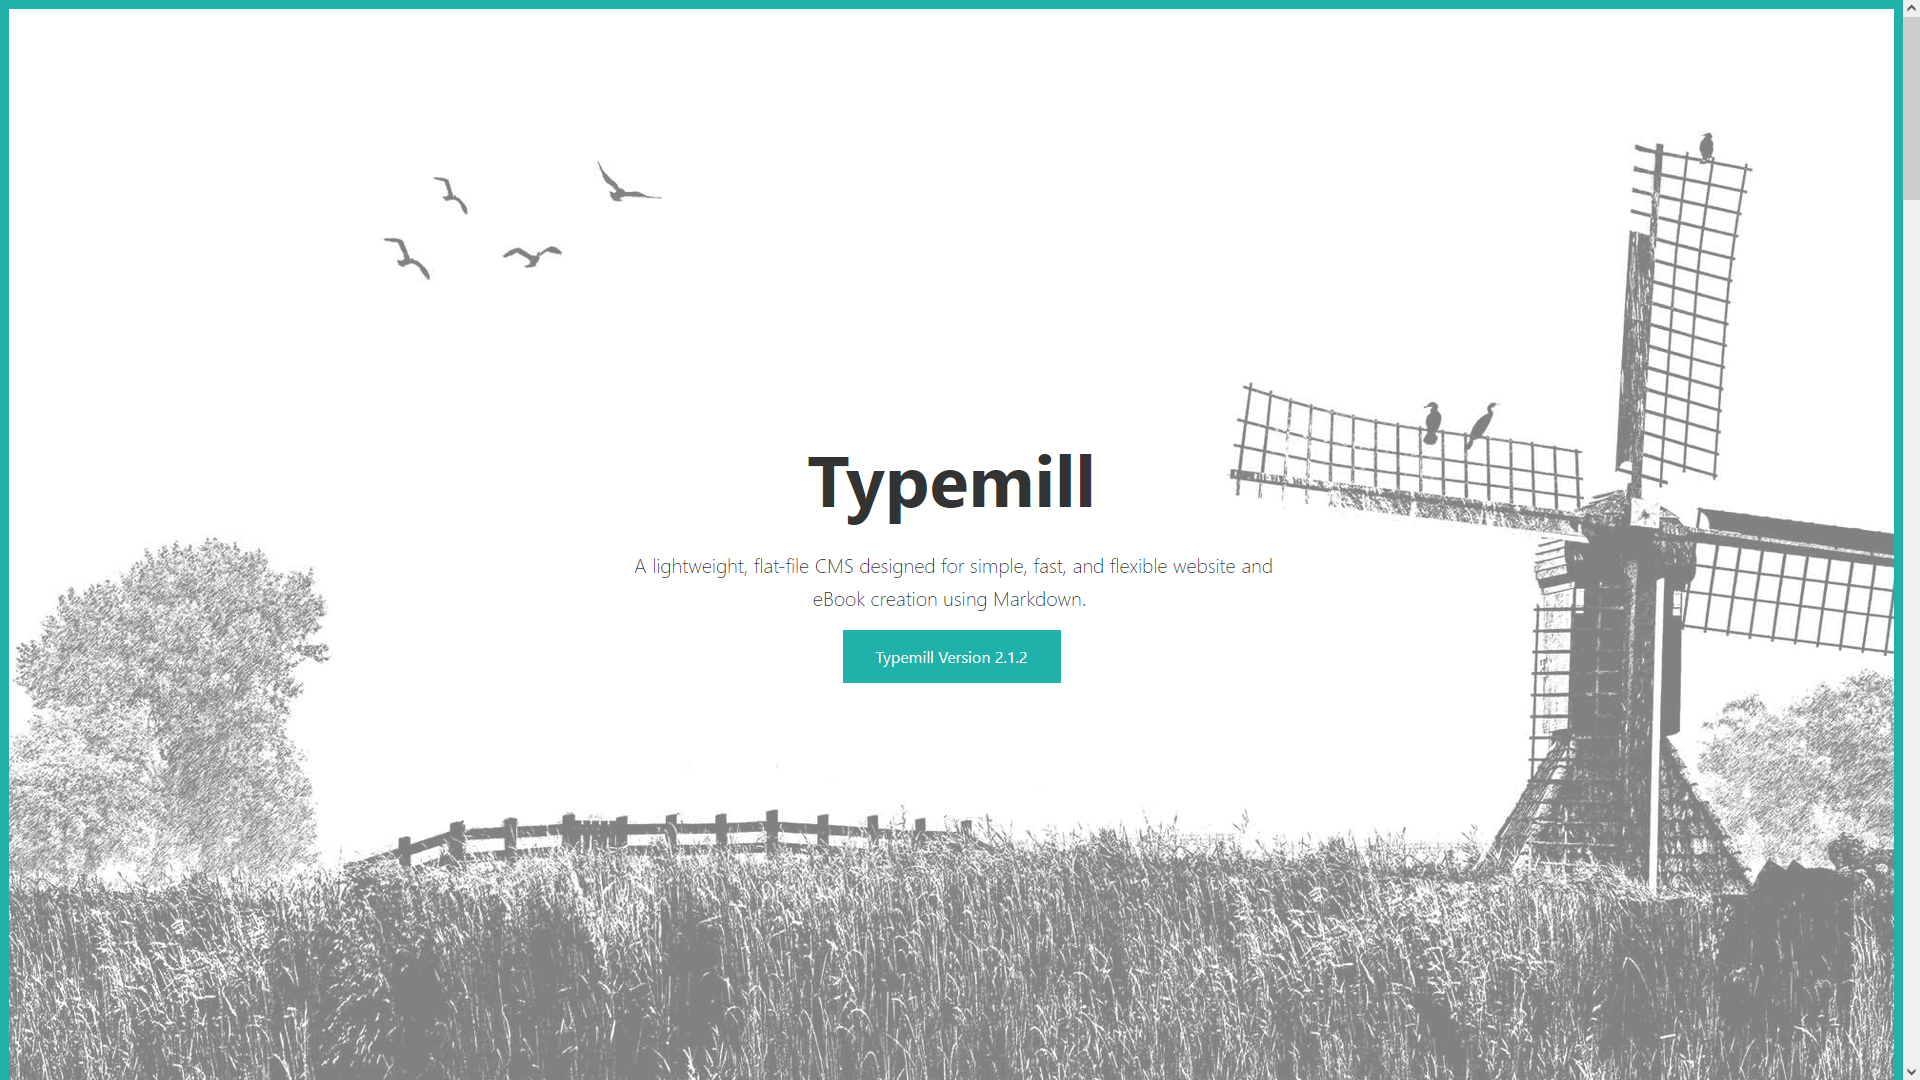 Typemill
A lightweight, flat-file CMS designed for simple, fast, and flexible website and
eBook creation using Markdown.
Typemill Version 2.1.2